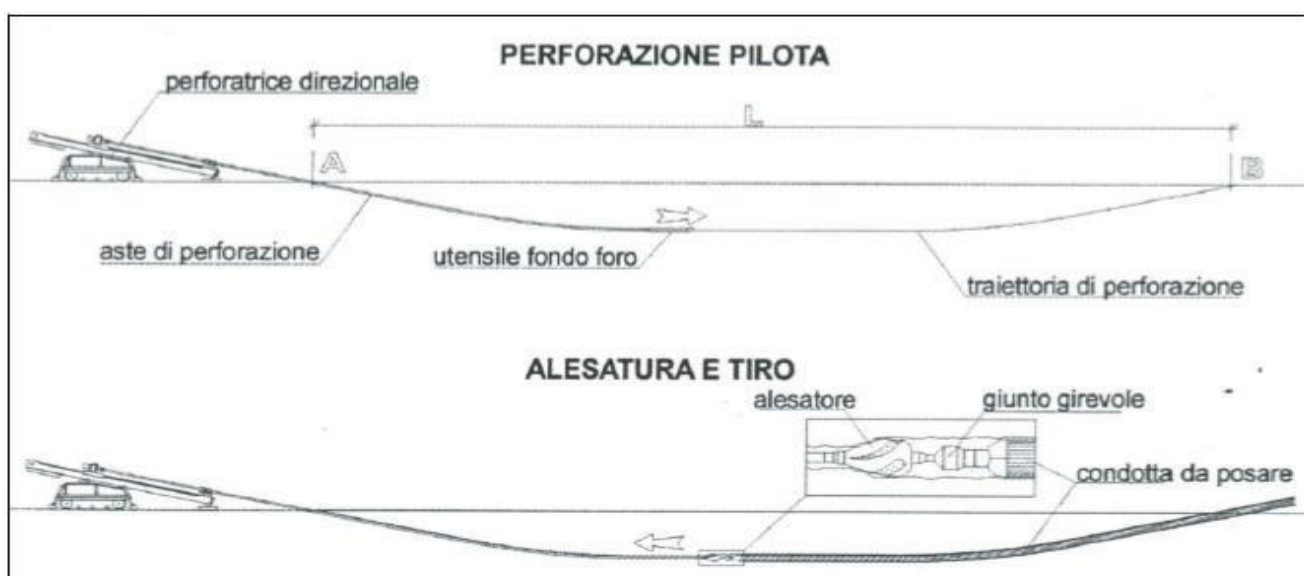 PERFORAZIONE PILOTA
perforatrice direzionale
L
A
B
aste di perforazione
utensile fondo foro
traiettoria di perforazione
ALESATURA E TIRO
alesatore
giunto girevole
condotta da posare